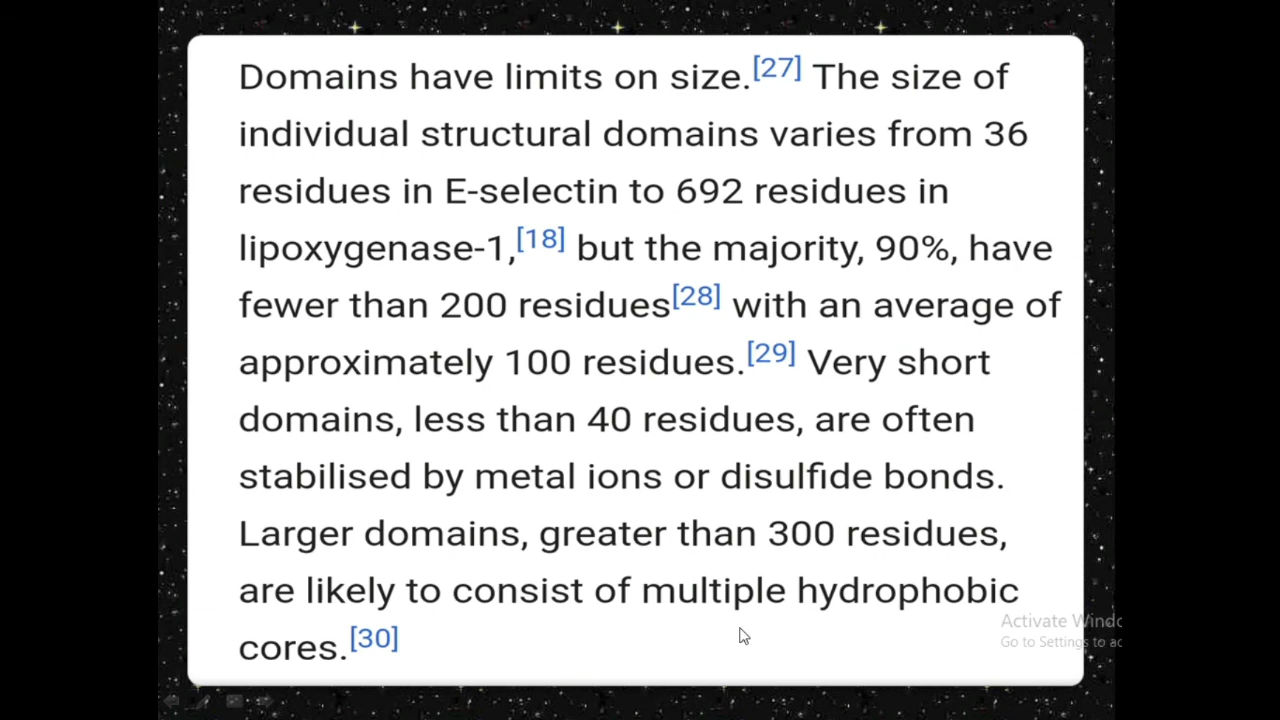 Domains have limits on size.[27] The size of
individual structural domains varies from 36
residues in E-selectin to 692 residues in
lipoxygenase-1,[18] but the majority, 90%, have
fewer than 200 residues[28] with an average of
approximately 100 residues.[29] Very short
domains, less than 40 residues, are often
stabilised by metal ions or disulfide bonds.
Larger domains, greater than 300 residues,
are likely to consist of multiple hydrophobic
cores.[30]
Activate Windo
Go to Settings to ac